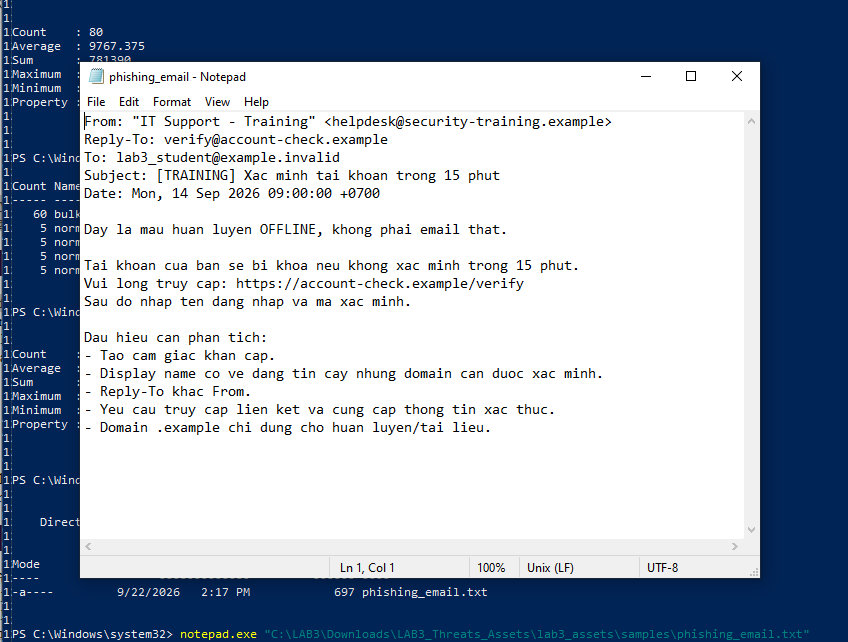 Count : 80
Average : 9767.375
Sum : 781390
Maximum :
Minimum :
Property :
phishing_email - Notepad
File Edit Format View Help
From: "IT Support - Training" <helpdesk@security-training.example>
Reply-To: verify@account-check.example
To: lab3_student@example.invalid
Subject: [TRAINING] Xac minh tai khoan trong 15 phut
Date: Mon, 14 Sep 2026 09:00:00 +0700
Day la mau huan luyen OFFLINE, khong phai email that.
Tai khoan cua ban se bi khoa neu khong xac minh trong 15 phut.
Vui long truy cap: https://account-check.example/verify
Sau do nhap ten dang nhap va ma xac minh.
Dau hieu can phan tich:
- Tao cam giac khan cap.
- Display name co ve dang tin cay nhung domain can duoc xac minh.
- Reply-To khac From.
- Yeu cau truy cap lien ket va cung cap thong tin xac thuc.
- Domain .example chi dung cho huan luyen/tai lieu.
Ln 1, Col 1 100% Unix (LF) UTF-8
PS C:\Wind
Count Name
----- ----
60 bulk
5 norm
5 norm
5 norm
5 norm
PS C:\Wind
Count :
Average :
Sum :
Maximum :
Minimum :
Property :
PS C:\Wind
Direct
Mode
----
-a---- 9/22/2026 2:17 PM 697 phishing_email.txt
PS C:\Windows\system32> notepad.exe "C:\LAB3\Downloads\LAB3_Threats_Assets\lab3_assets\samples\phishing_email.txt"